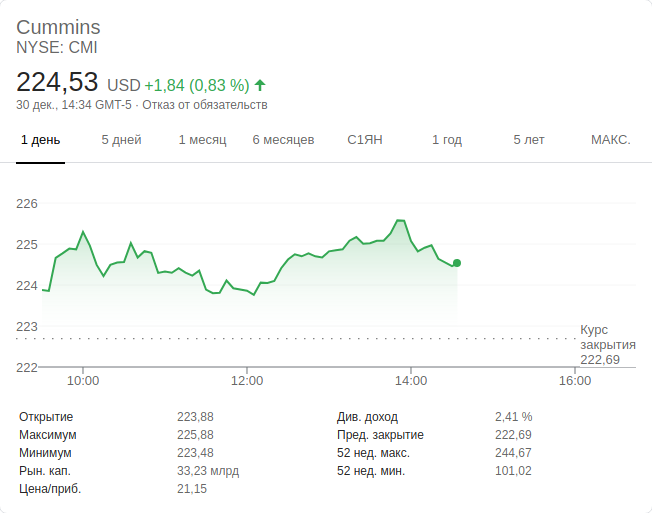 Cummins
NYSE: CMI
224,53 USD +1,84 (0,83 %)
30 дек., 14:34 GMT-5 · Отказ от обязательств
1 день 5 дней 1 месяц 6 месяцев С1ЯН 1 год 5 лет МАКС.
226
225
224
223
222
Курс
закрытия
222,69
10:00 12:00 14:00 16:00
Открытие 223,88 Див. доход 2,41 %
Максимум 225,88 Пред. закрытие 222,69
Минимум 223,48 52 нед. макс. 244,67
Рын. кап. 33,23 млрд 52 нед. мин. 101,02
Цена/приб. 21,15